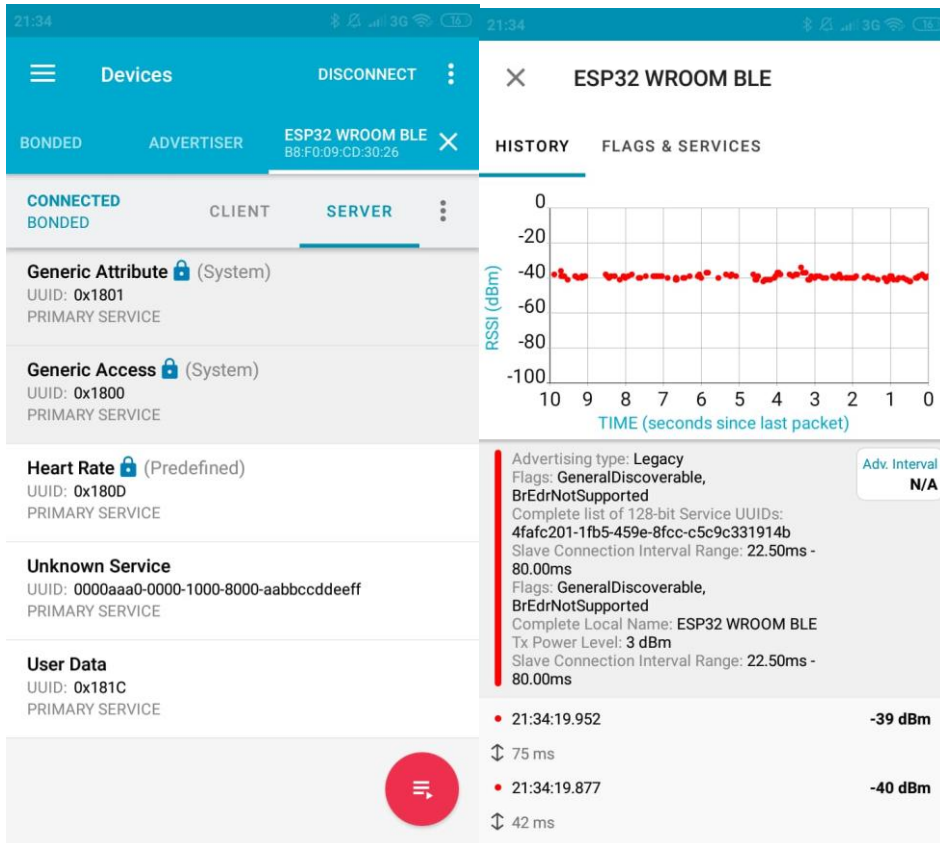 21:34
3G
16
Devices
DISCONNECT
BONDED
ADVERTISER
ESP32 WROOM BLE
B8:F0:09:CD:30:26
CONNECTED
BONDED
CLIENT
SERVER
Generic Attribute (System)
UUID: 0x1801
PRIMARY SERVICE
Generic Access (System)
UUID: 0x1800
PRIMARY SERVICE
Heart Rate (Predefined)
UUID: 0x180D
PRIMARY SERVICE
Unknown Service
UUID: 0000aaa0-0000-1000-8000-aabbccddeeff
PRIMARY SERVICE
User Data
UUID: 0x181C
PRIMARY SERVICE
21:34
3G
16
ESP32 WROOM BLE
HISTORY
FLAGS & SERVICES
RSSI (dBm)
0
-20
-40
-60
-80
-100
10 9 8 7 6 5 4 3 2 1 0
TIME (seconds since last packet)
Advertising type: Legacy
Flags: GeneralDiscoverable,
BrEdrNotSupported
Complete list of 128-bit Service UUIDs:
4fafc201-1fb5-459e-8fcc-c5c9c331914b
Slave Connection Interval Range: 22.50ms -
80.00ms
Flags: GeneralDiscoverable,
BrEdrNotSupported
Complete Local Name: ESP32 WROOM BLE
Tx Power Level: 3 dBm
Slave Connection Interval Range: 22.50ms -
80.00ms
Adv. Interval
N/A
21:34:19.952 -39 dBm
75 ms
21:34:19.877 -40 dBm
42 ms